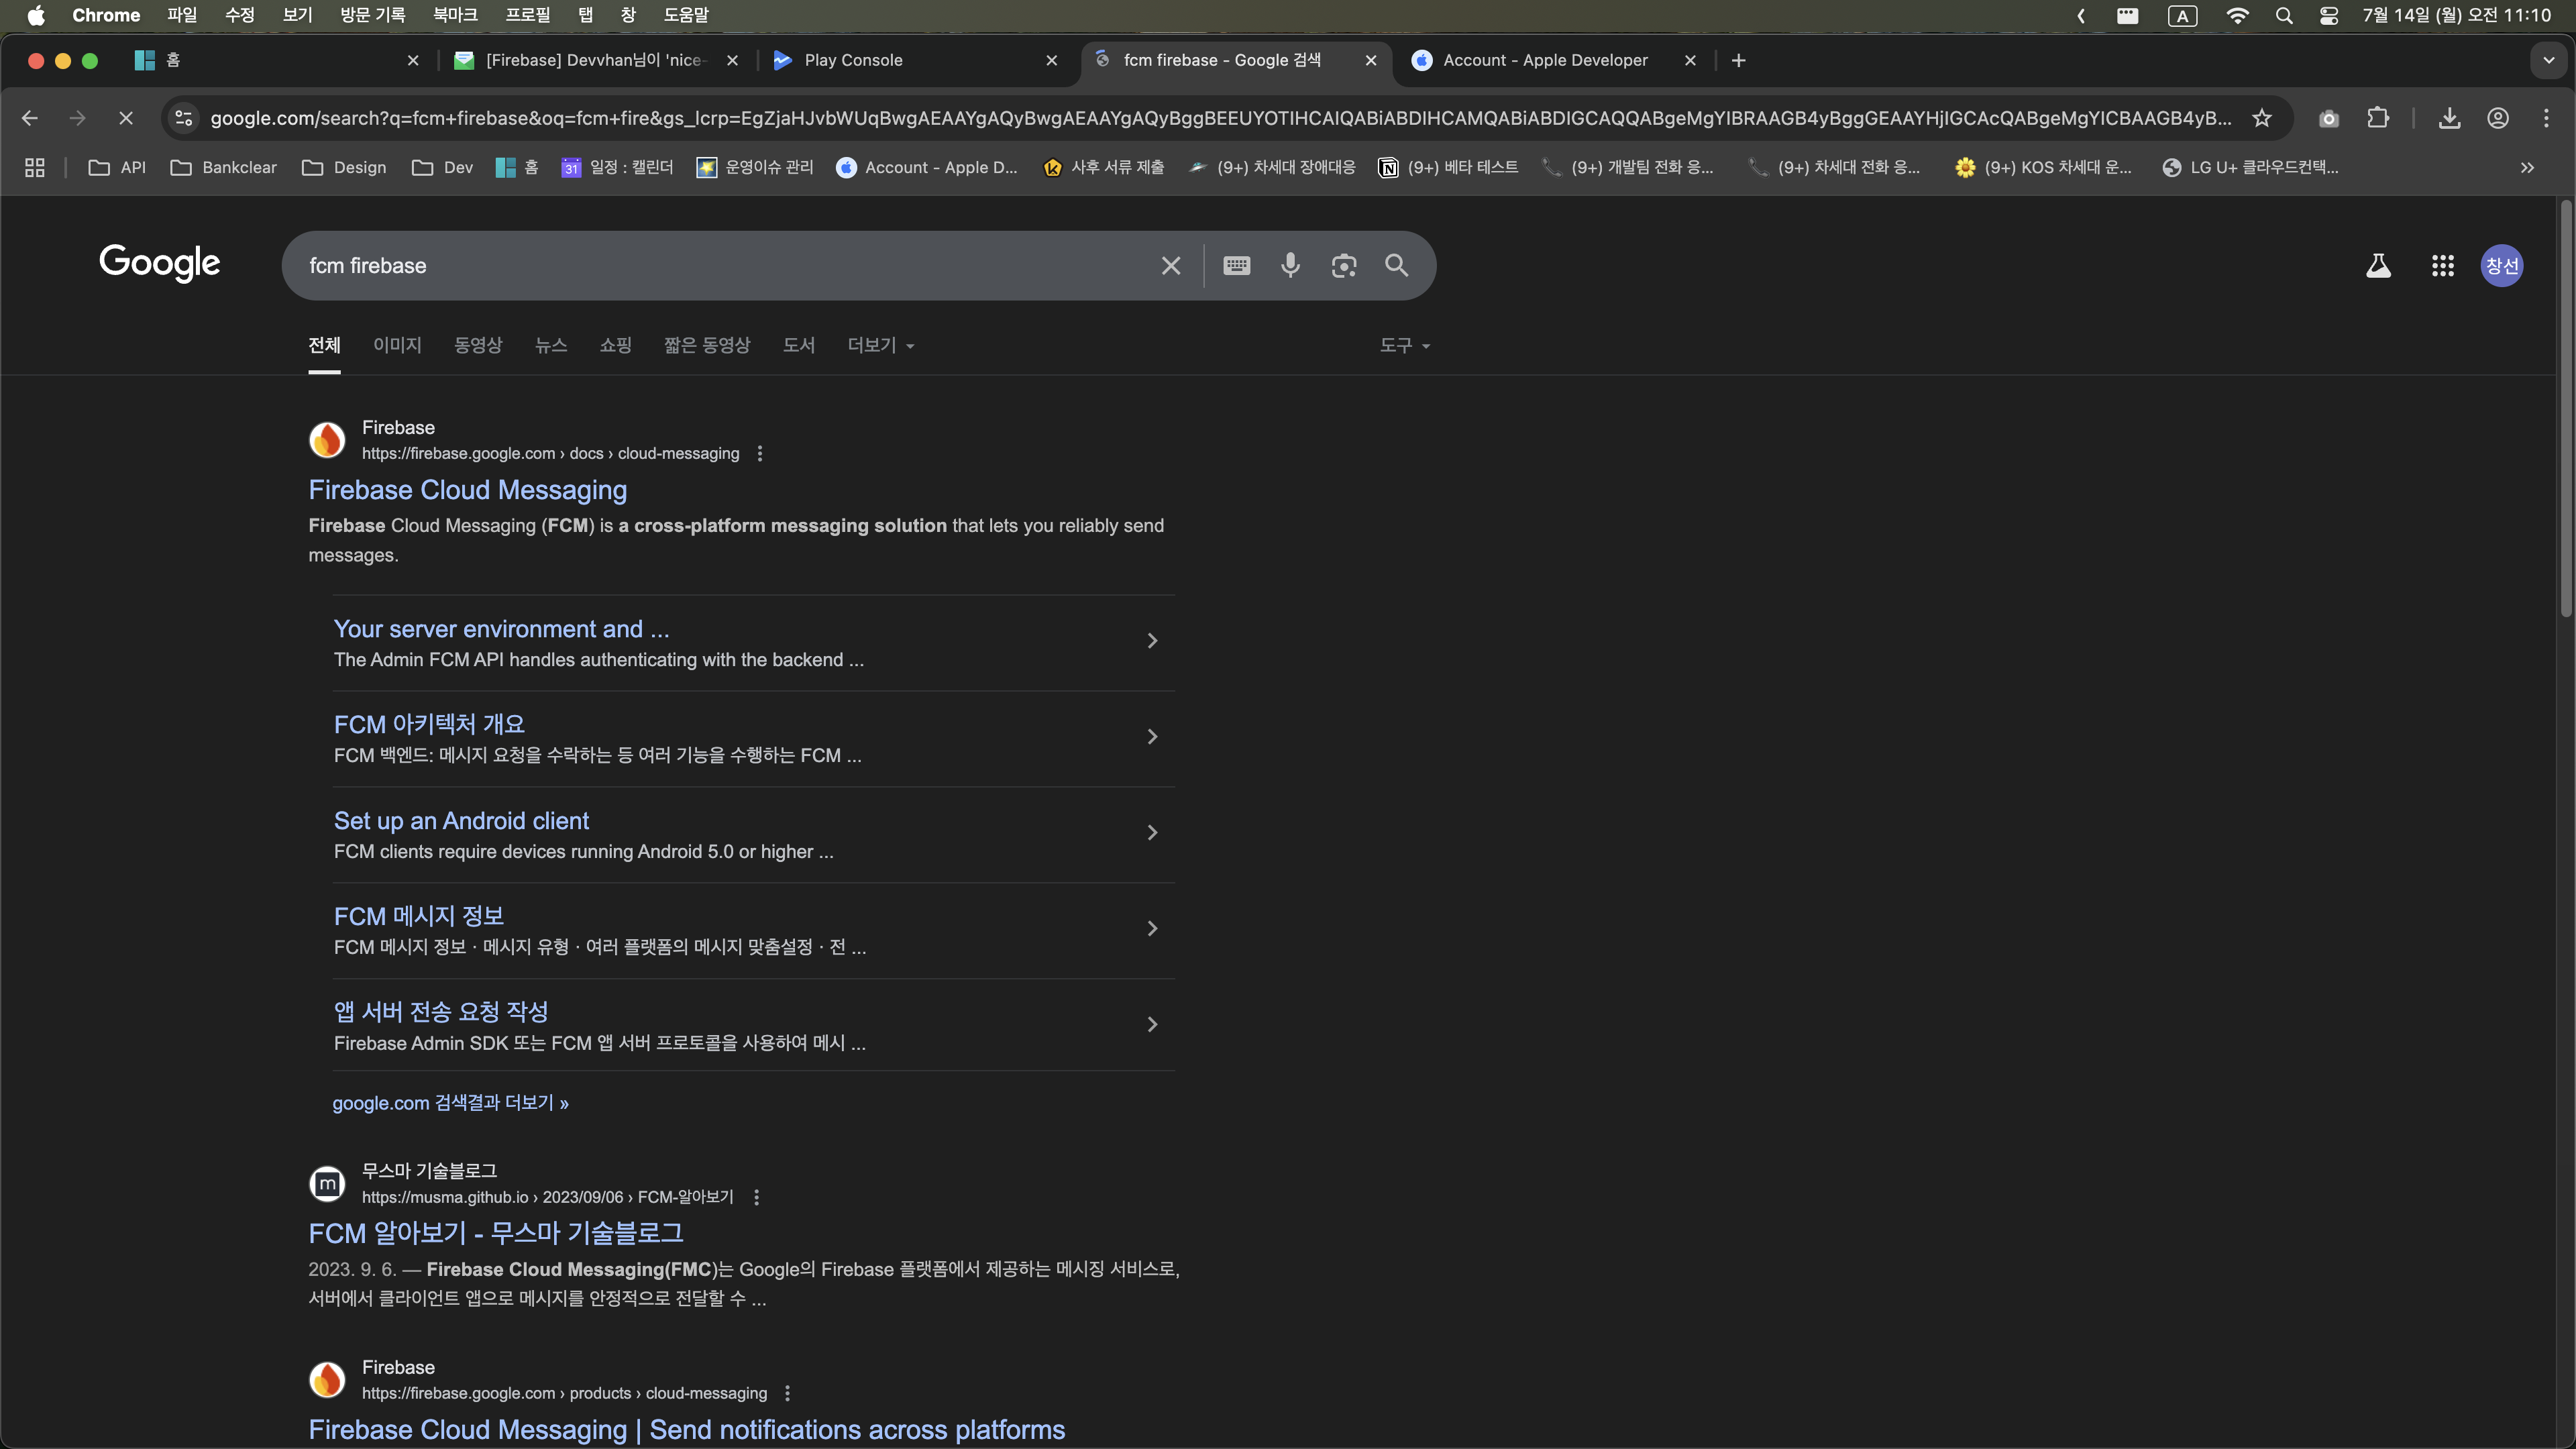 Chrome 파일 수정 보기 방문 기록 북마크 프로필 탭 창 도움말 A 7월 14일 (월) 오전 11:10
홈 [Firebase] Devvhan님이 'nice- Play Console fcm firebase - Google 검색 Account - Apple Developer
google.com/search?q=fcm+firebase&oq=fcm+fire&gs_lcrp=EgZjaHJvbWUqBwgAEAAYgAQyBwgAEAAYgAQyBggBEEUYOTIHCAIQABiABDIHCAMQABiABDIGCAQQABgeMgYIBRAAGB4yBggGEAAYHjIGCAcQABgeMgYICBAAGB4yB...
API Bankclear Design Dev 홈 31 일정 : 캘린더 운영이슈 관리 Account - Apple D... 사후 서류 제출 (9+) 차세대 장애대응 (9+) 베타 테스트 (9+) 개발팀 전화 응... (9+) 차세대 전화 응... (9+) KOS 차세대 운... LG U+ 클라우드컨택...
Google fcm firebase 창선
전체 이미지 동영상 뉴스 쇼핑 짧은 동영상 도서 더보기 도구
Firebase
https://firebase.google.com › docs › cloud-messaging
Firebase Cloud Messaging
Firebase Cloud Messaging (FCM) is a cross-platform messaging solution that lets you reliably send
messages.
Your server environment and ...
The Admin FCM API handles authenticating with the backend ...
FCM 아키텍처 개요
FCM 백엔드: 메시지 요청을 수락하는 등 여러 기능을 수행하는 FCM ...
Set up an Android client
FCM clients require devices running Android 5.0 or higher ...
FCM 메시지 정보
FCM 메시지 정보 · 메시지 유형 · 여러 플랫폼의 메시지 맞춤설정 · 전 ...
앱 서버 전송 요청 작성
Firebase Admin SDK 또는 FCM 앱 서버 프로토콜을 사용하여 메시 ...
google.com 검색결과 더보기 »
무스마 기술블로그
https://musma.github.io › 2023/09/06 › FCM-알아보기
FCM 알아보기 - 무스마 기술블로그
2023. 9. 6. — Firebase Cloud Messaging(FMC)는 Google의 Firebase 플랫폼에서 제공하는 메시징 서비스로,
서버에서 클라이언트 앱으로 메시지를 안정적으로 전달할 수 ...
Firebase
https://firebase.google.com › products › cloud-messaging
Firebase Cloud Messaging | Send notifications across platforms